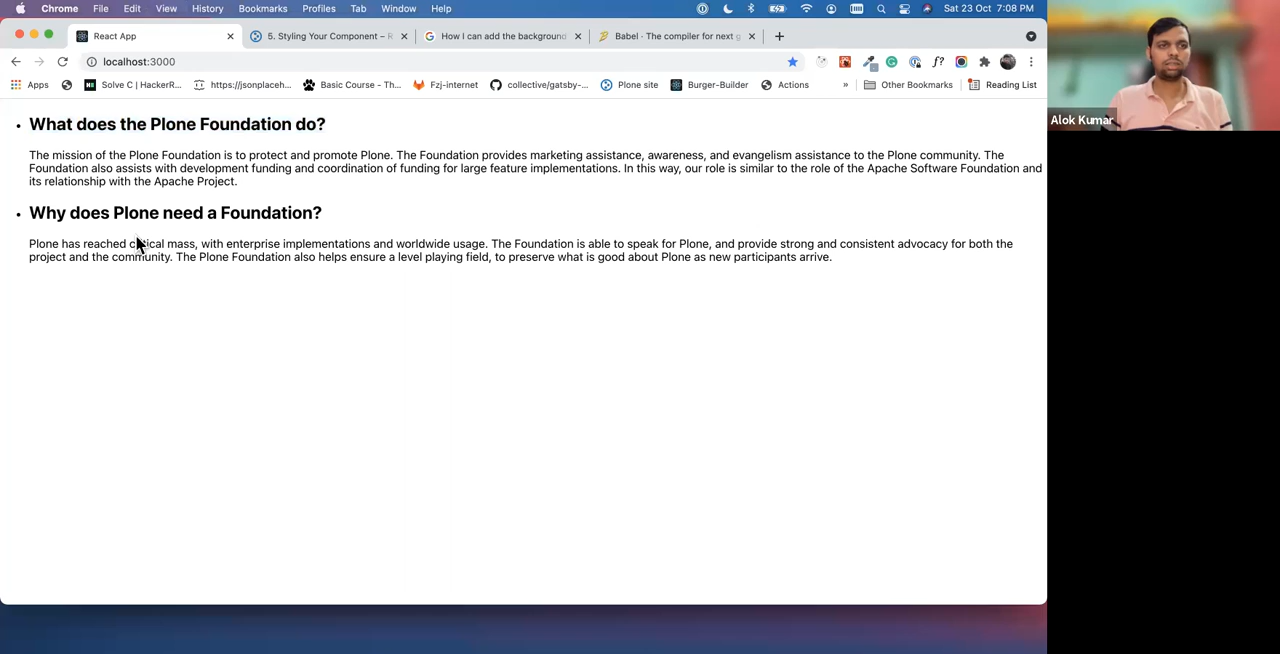 Chrome File Edit View History Bookmarks Profiles Tab Window Help Sat 23 Oct 7:08 PM
React App 5. Styling Your Component – R How I can add the background Babel · The compiler for next g
localhost:3000
Apps Solve C | HackerR... https://jsonplaceh... Basic Course - Th... Fzj-internet collective/gatsby-... Plone site Burger-Builder Actions » Other Bookmarks Reading List
Alok Kumar
• What does the Plone Foundation do?
The mission of the Plone Foundation is to protect and promote Plone. The Foundation provides marketing assistance, awareness, and evangelism assistance to the Plone community. The
Foundation also assists with development funding and coordination of funding for large feature implementations. In this way, our role is similar to the role of the Apache Software Foundation and
its relationship with the Apache Project.
• Why does Plone need a Foundation?
Plone has reached critical mass, with enterprise implementations and worldwide usage. The Foundation is able to speak for Plone, and provide strong and consistent advocacy for both the
project and the community. The Plone Foundation also helps ensure a level playing field, to preserve what is good about Plone as new participants arrive.